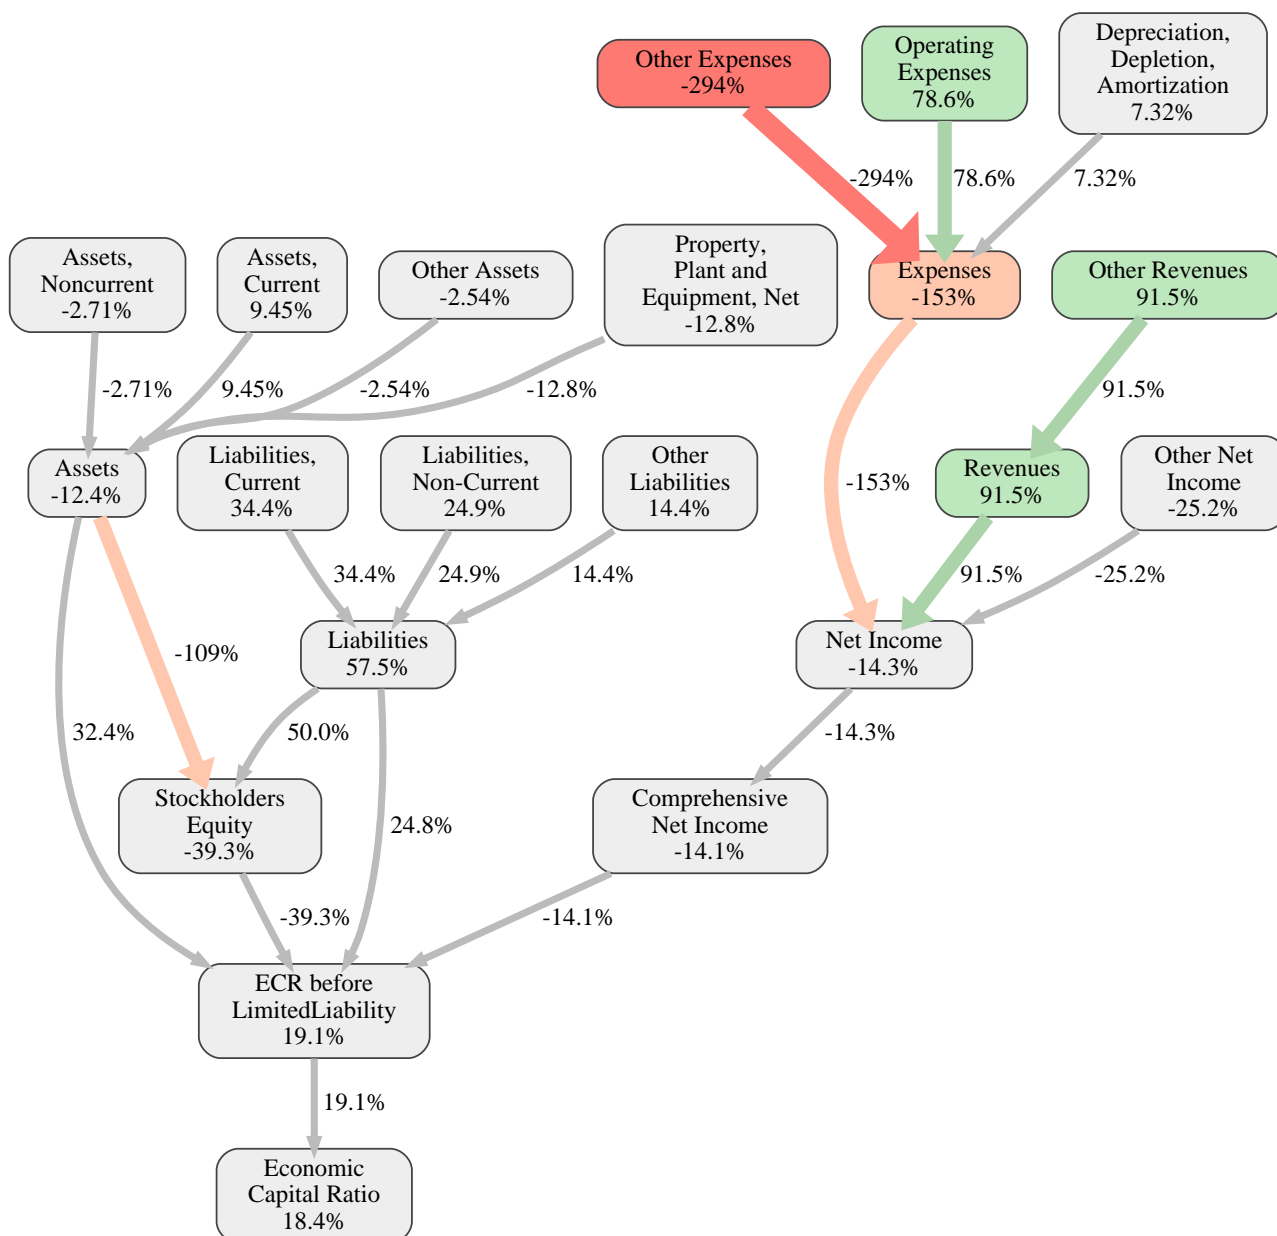 Other Expenses
-294%
Operating
Expenses
78.6%
Depreciation,
Depletion,
Amortization
7.32%
-294%
78.6%
7.32%
Assets,
Noncurrent
-2.71%
Assets,
Current
9.45%
Other Assets
-2.54%
Property,
Plant and
Equipment, Net
-12.8%
Expenses
-153%
Other Revenues
91.5%
-2.71%
9.45%
-2.54%
-12.8%
91.5%
Assets
-12.4%
Liabilities,
Current
34.4%
Liabilities,
Non-Current
24.9%
Other
Liabilities
14.4%
-153%
Revenues
91.5%
Other Net
Income
-25.2%
34.4%
24.9%
14.4%
91.5%
-25.2%
-109%
Liabilities
57.5%
Net Income
-14.3%
32.4%
50.0%
-14.3%
Stockholders
Equity
-39.3%
24.8%
Comprehensive
Net Income
-14.1%
-39.3%
-14.1%
ECR before
LimitedLiability
19.1%
19.1%
Economic
Capital Ratio
18.4%